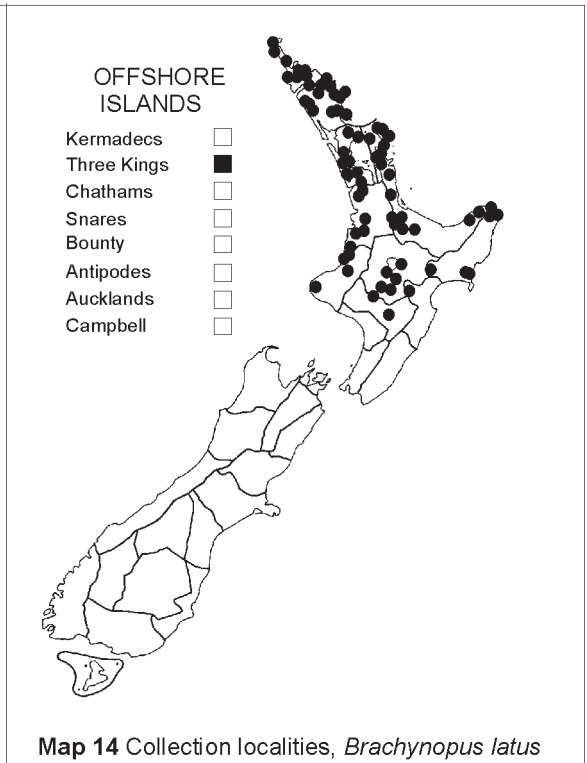 OFFSHORE
ISLANDS
Kermadecs
Three Kings
Chathams
Snares
Bounty
Antipodes
Aucklands
Campbell
Map 14 Collection localities, Brachynopus latus